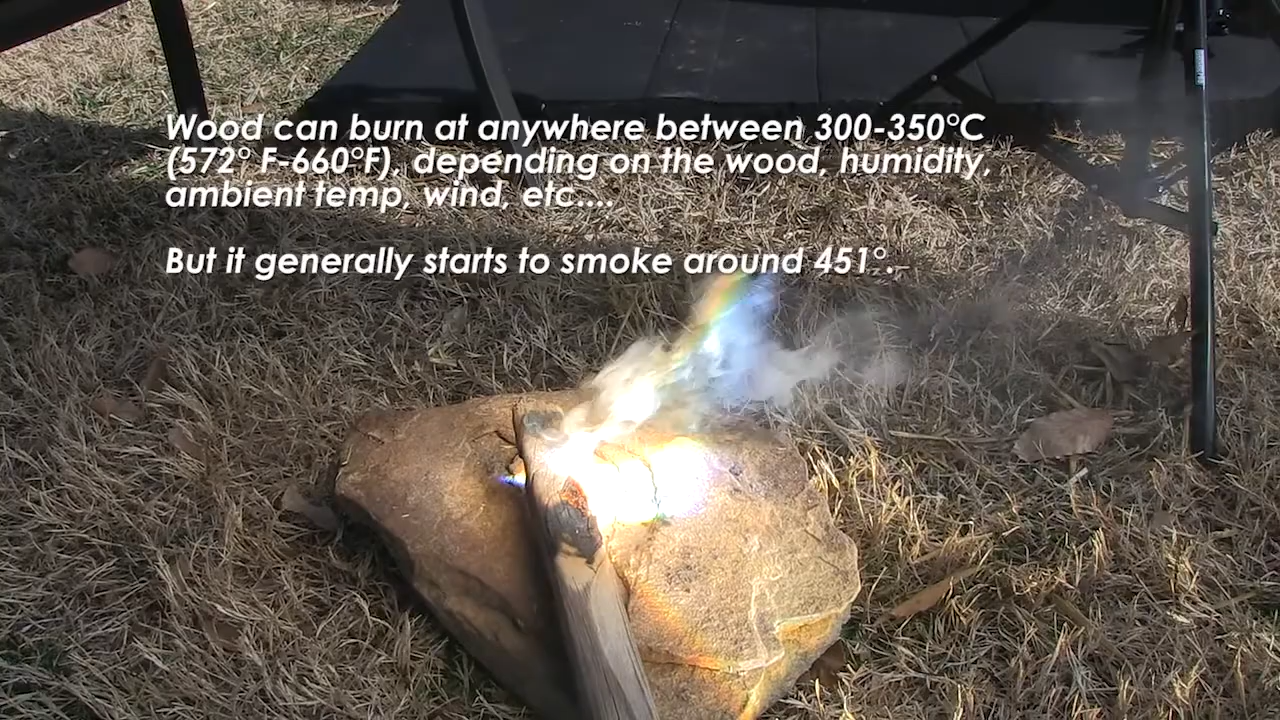 Wood can burn at anywhere between 300-350°C
(572° F-660°F), depending on the wood, humidity,
ambient temp, wind, etc....
But it generally starts to smoke around 451°.